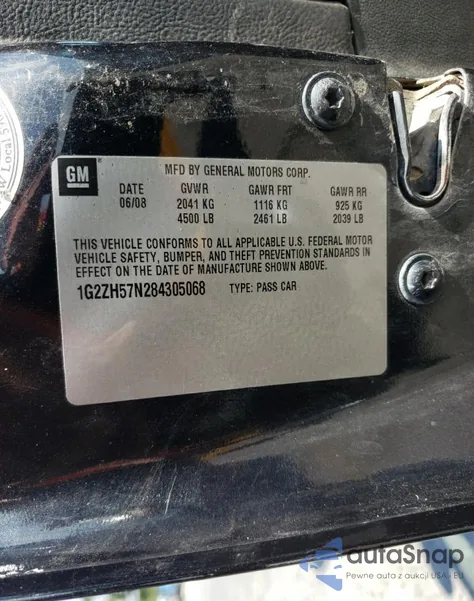 W Local 5
GM
MFD BY GENERAL MOTORS CORP.
DATE GVWR GAWR FRT GAWR RR
06/08 2041 KG 1116 KG 925 KG
4500 LB 2461 LB 2039 LB
THIS VEHICLE CONFORMS TO ALL APPLICABLE U.S. FEDERAL MOTOR
VEHICLE SAFETY, BUMPER, AND THEFT PREVENTION STANDARDS IN
EFFECT ON THE DATE OF MANUFACTURE SHOWN ABOVE.
1G2ZH57N284305068 TYPE: PASS CAR
autaSnap
Pewne auta z aukcji USA i EU